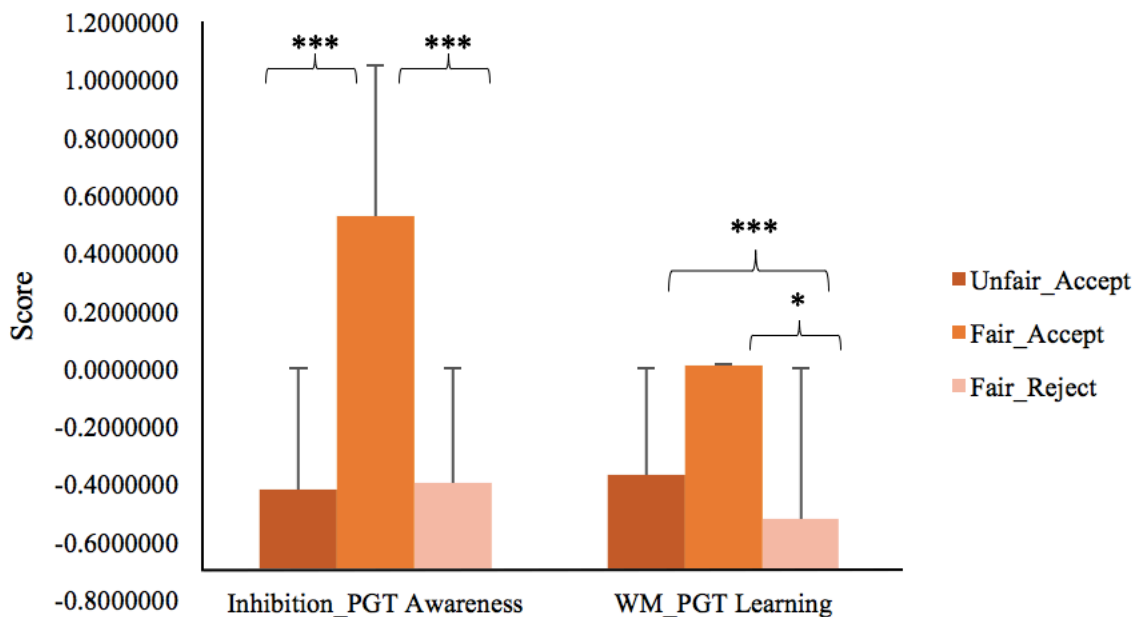 1.2000000
1.0000000
0.8000000
0.6000000
0.4000000
0.2000000
0.0000000
-0.2000000
-0.4000000
-0.6000000
-0.8000000
Score
***
***
***
*
Inhibition_PGT Awareness
WM_PGT Learning
Unfair_Accept
Fair_Accept
Fair_Reject